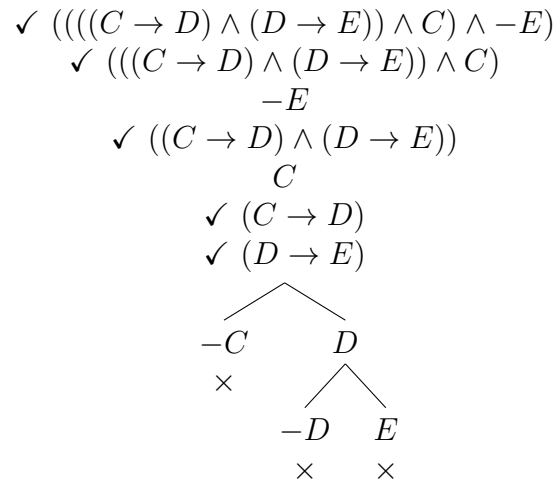 ✓ ((((C → D) ∧ (D → E)) ∧ C) ∧ −E)
✓ (((C → D) ∧ (D → E)) ∧ C)
−E
✓ ((C → D) ∧ (D → E))
C
✓ (C → D)
✓ (D → E)
−C D
×
−D E
× ×